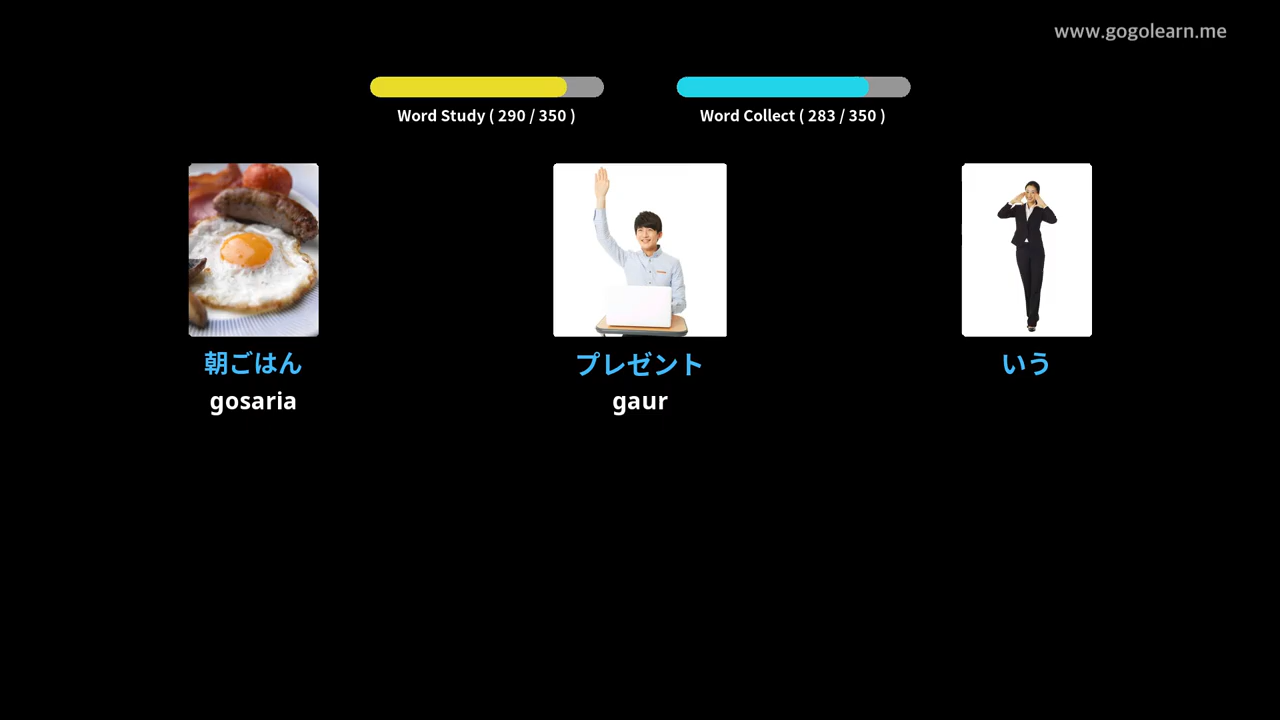 www.gogolearn.me
Word Study ( 290 / 350 )
Word Collect ( 283 / 350 )
朝ごはん
プレゼント
いう
gosaria
gaur